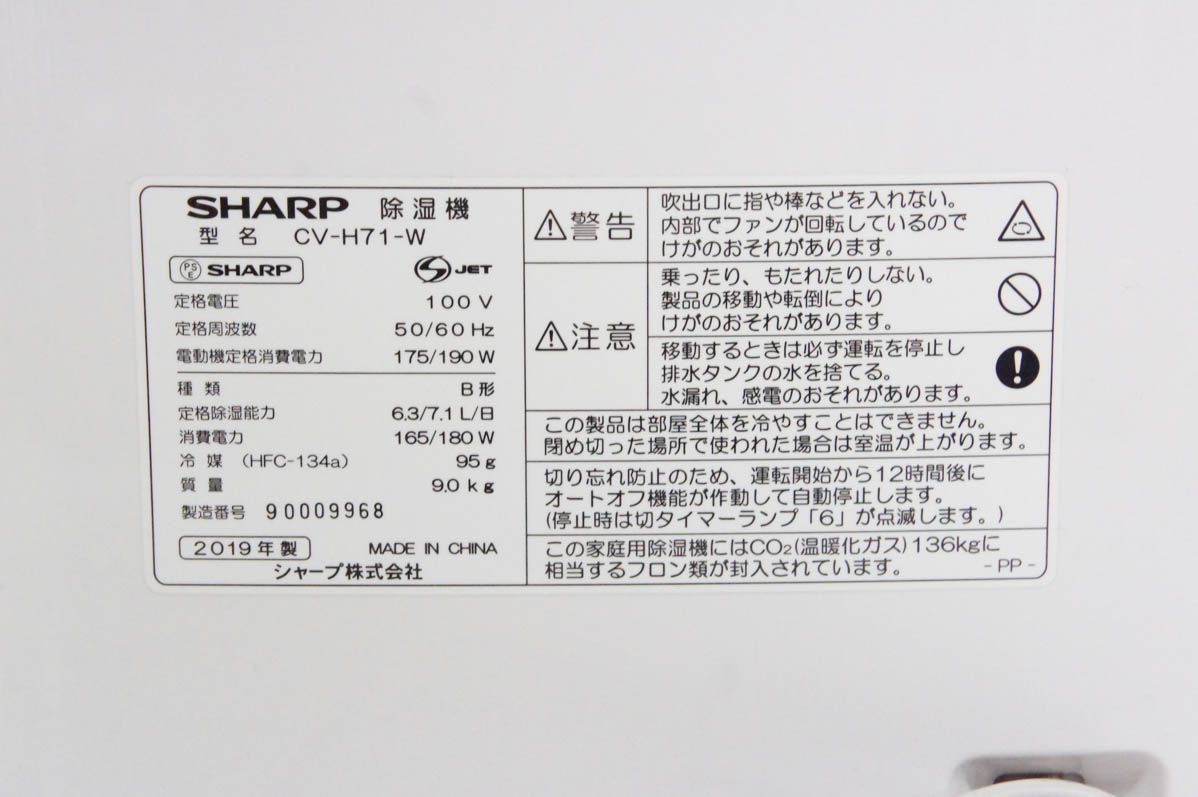 SHARP 除湿機
型名 CV-H71-W
PS E SHARP
S JET
定格電圧 100 V
定格周波数 50/60 Hz
電動機定格消費電力 175/190 W
種類 B形
定格除湿能力 6.3/7.1 L/日
消費電力 165/180 W
冷媒 (HFC-134a) 95g
質量 9.0 kg
製造番号 90009968
2019年製 MADE IN CHINA
シャープ株式会社
警告
吹出口に指や棒などを入れない。
内部でファンが回転しているので
けがのおそれがあります。
注意
乗ったり、もたれたりしない。
製品の移動や転倒により
けがのおそれがあります。
移動するときは必ず運転を停止し
排水タンクの水を捨てる。
水漏れ、感電のおそれがあります。
この製品は部屋全体を冷やすことはできません。
閉め切った場所で使われた場合は室温が上がります。
切り忘れ防止のため、運転開始から12時間後に
オートオフ機能が作動して自動停止します。
(停止時は切タイマーランプ「6」が点滅します。)
この家庭用除湿機にはCO₂(温暖化ガス)136kgに
相当するフロン類が封入されています。 - PP -